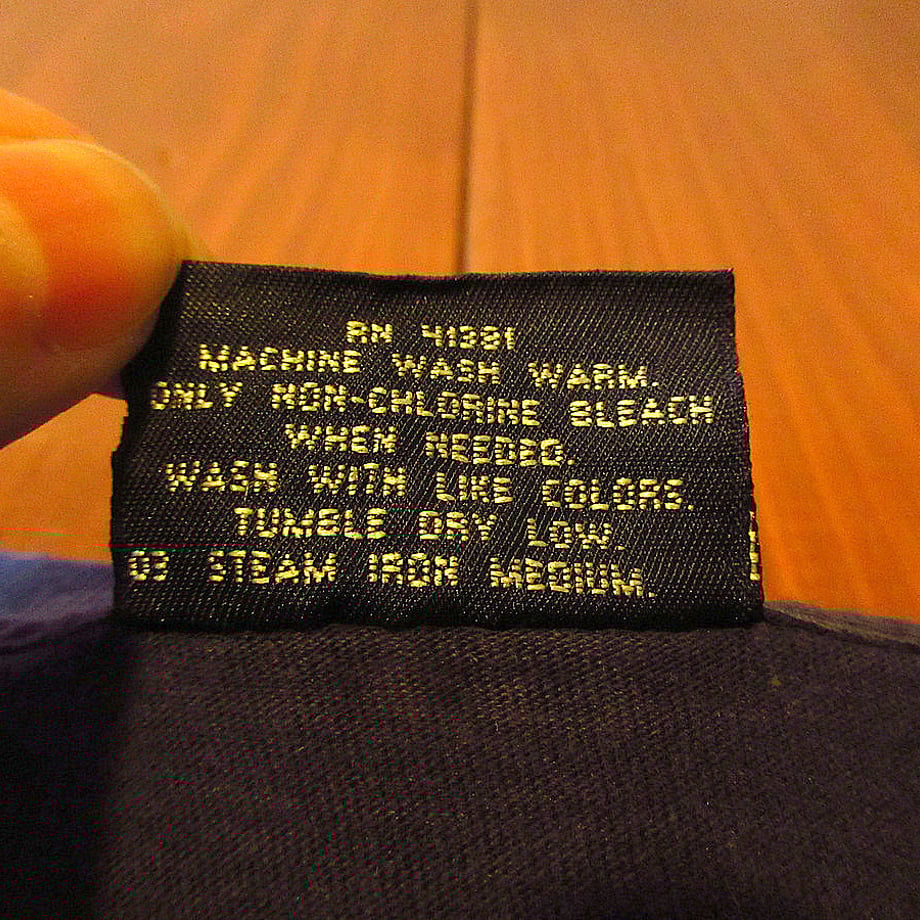 RN 41381
MACHINE WASH WARM.
ONLY NON-CHLORINE BLEACH
WHEN NEEDED.
WASH WITH LIKE COLORS.
TUMBLE DRY LOW.
03 STEAM IRON MEDIUM.